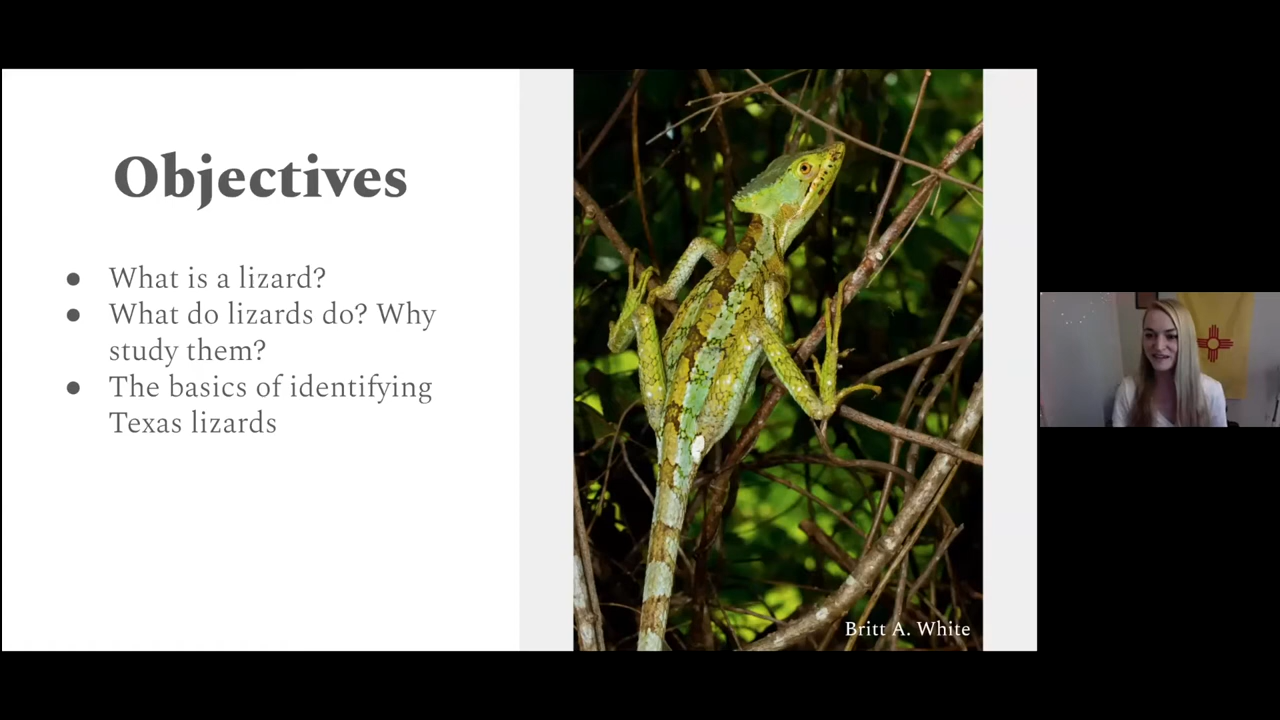 Objectives
● What is a lizard?
● What do lizards do? Why
study them?
● The basics of identifying
Texas lizards
Britt A. White